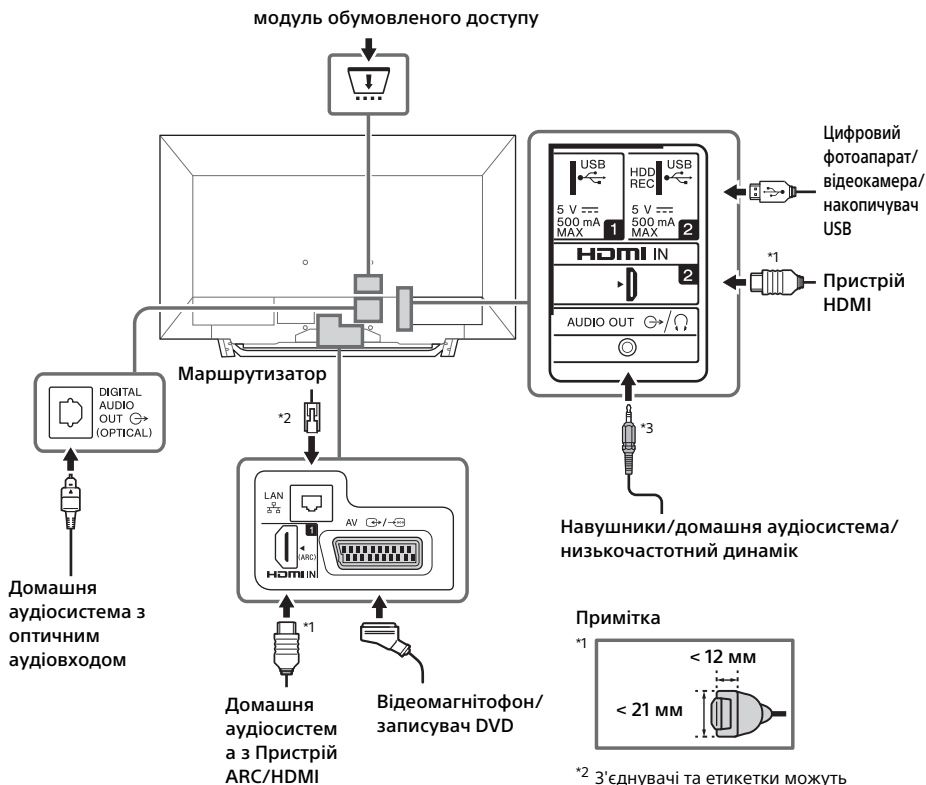 модуль обумовленого доступу
USB
5 V
500 mA
MAX
1
HDD
REC
USB
5 V
500 mA
MAX
2
HDMI IN
2
AUDIO OUT
Цифровий
фотоапарат/
відеокамера/
накопичувач
USB
*1
Пристрій
HDMI
*3
Навушники/домашня аудіосистема/
низькочастотний динамік
DIGITAL
AUDIO
OUT
(OPTICAL)
Домашня
аудіосистема з
оптичним
аудіовходом
Маршрутизатор
*2
LAN
1
(ARC)
HDMI IN
AV
*1
Домашня
аудіосистем
а з Пристрій
ARC/HDMI
Відеомагнітофон/
записувач DVD
Примітка
*1
< 12 мм
< 21 мм
*2 З'єднувачі та етикетки можуть